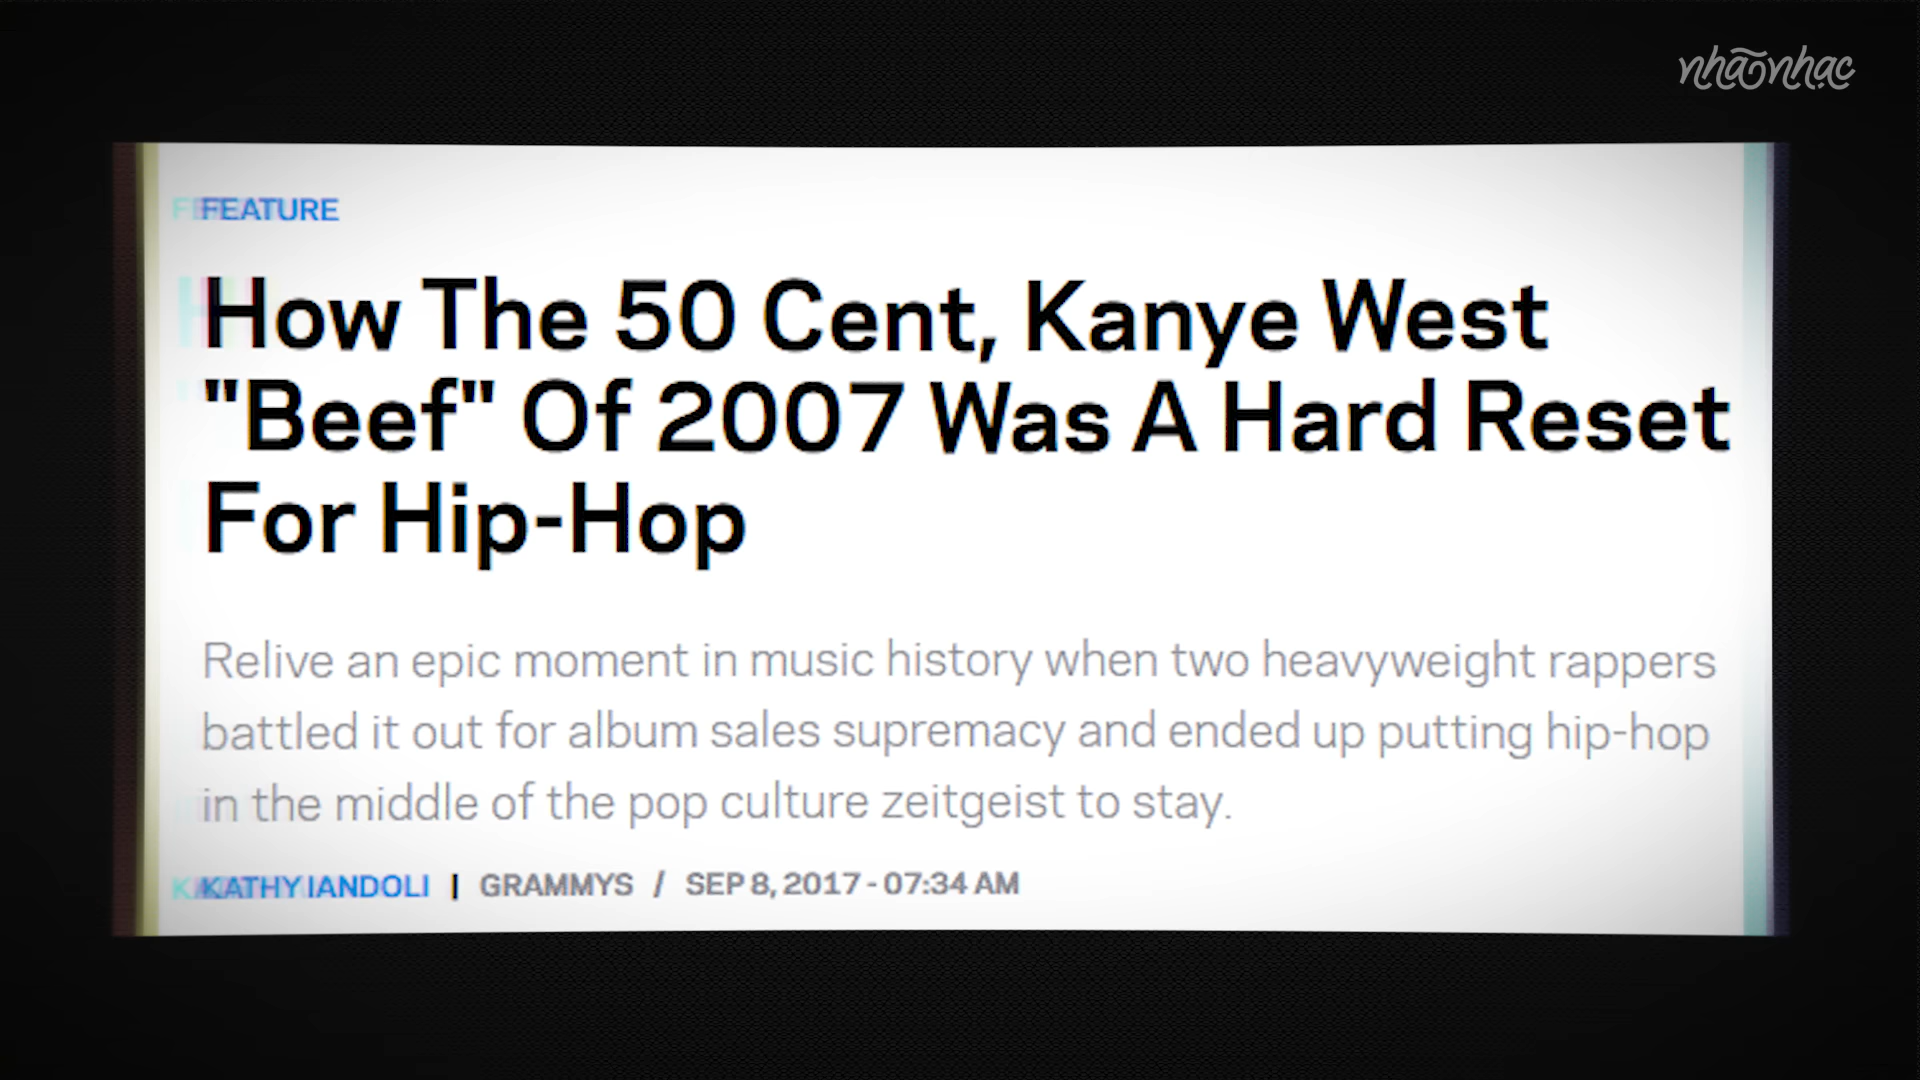 nhãnhạc
FEATURE
How The 50 Cent, Kanye West
"Beef" Of 2007 Was A Hard Reset
For Hip-Hop
Relive an epic moment in music history when two heavyweight rappers
battled it out for album sales supremacy and ended up putting hip-hop
in the middle of the pop culture zeitgeist to stay.
KATHY IANDOLI | GRAMMYS / SEP 8, 2017 - 07:34 AM